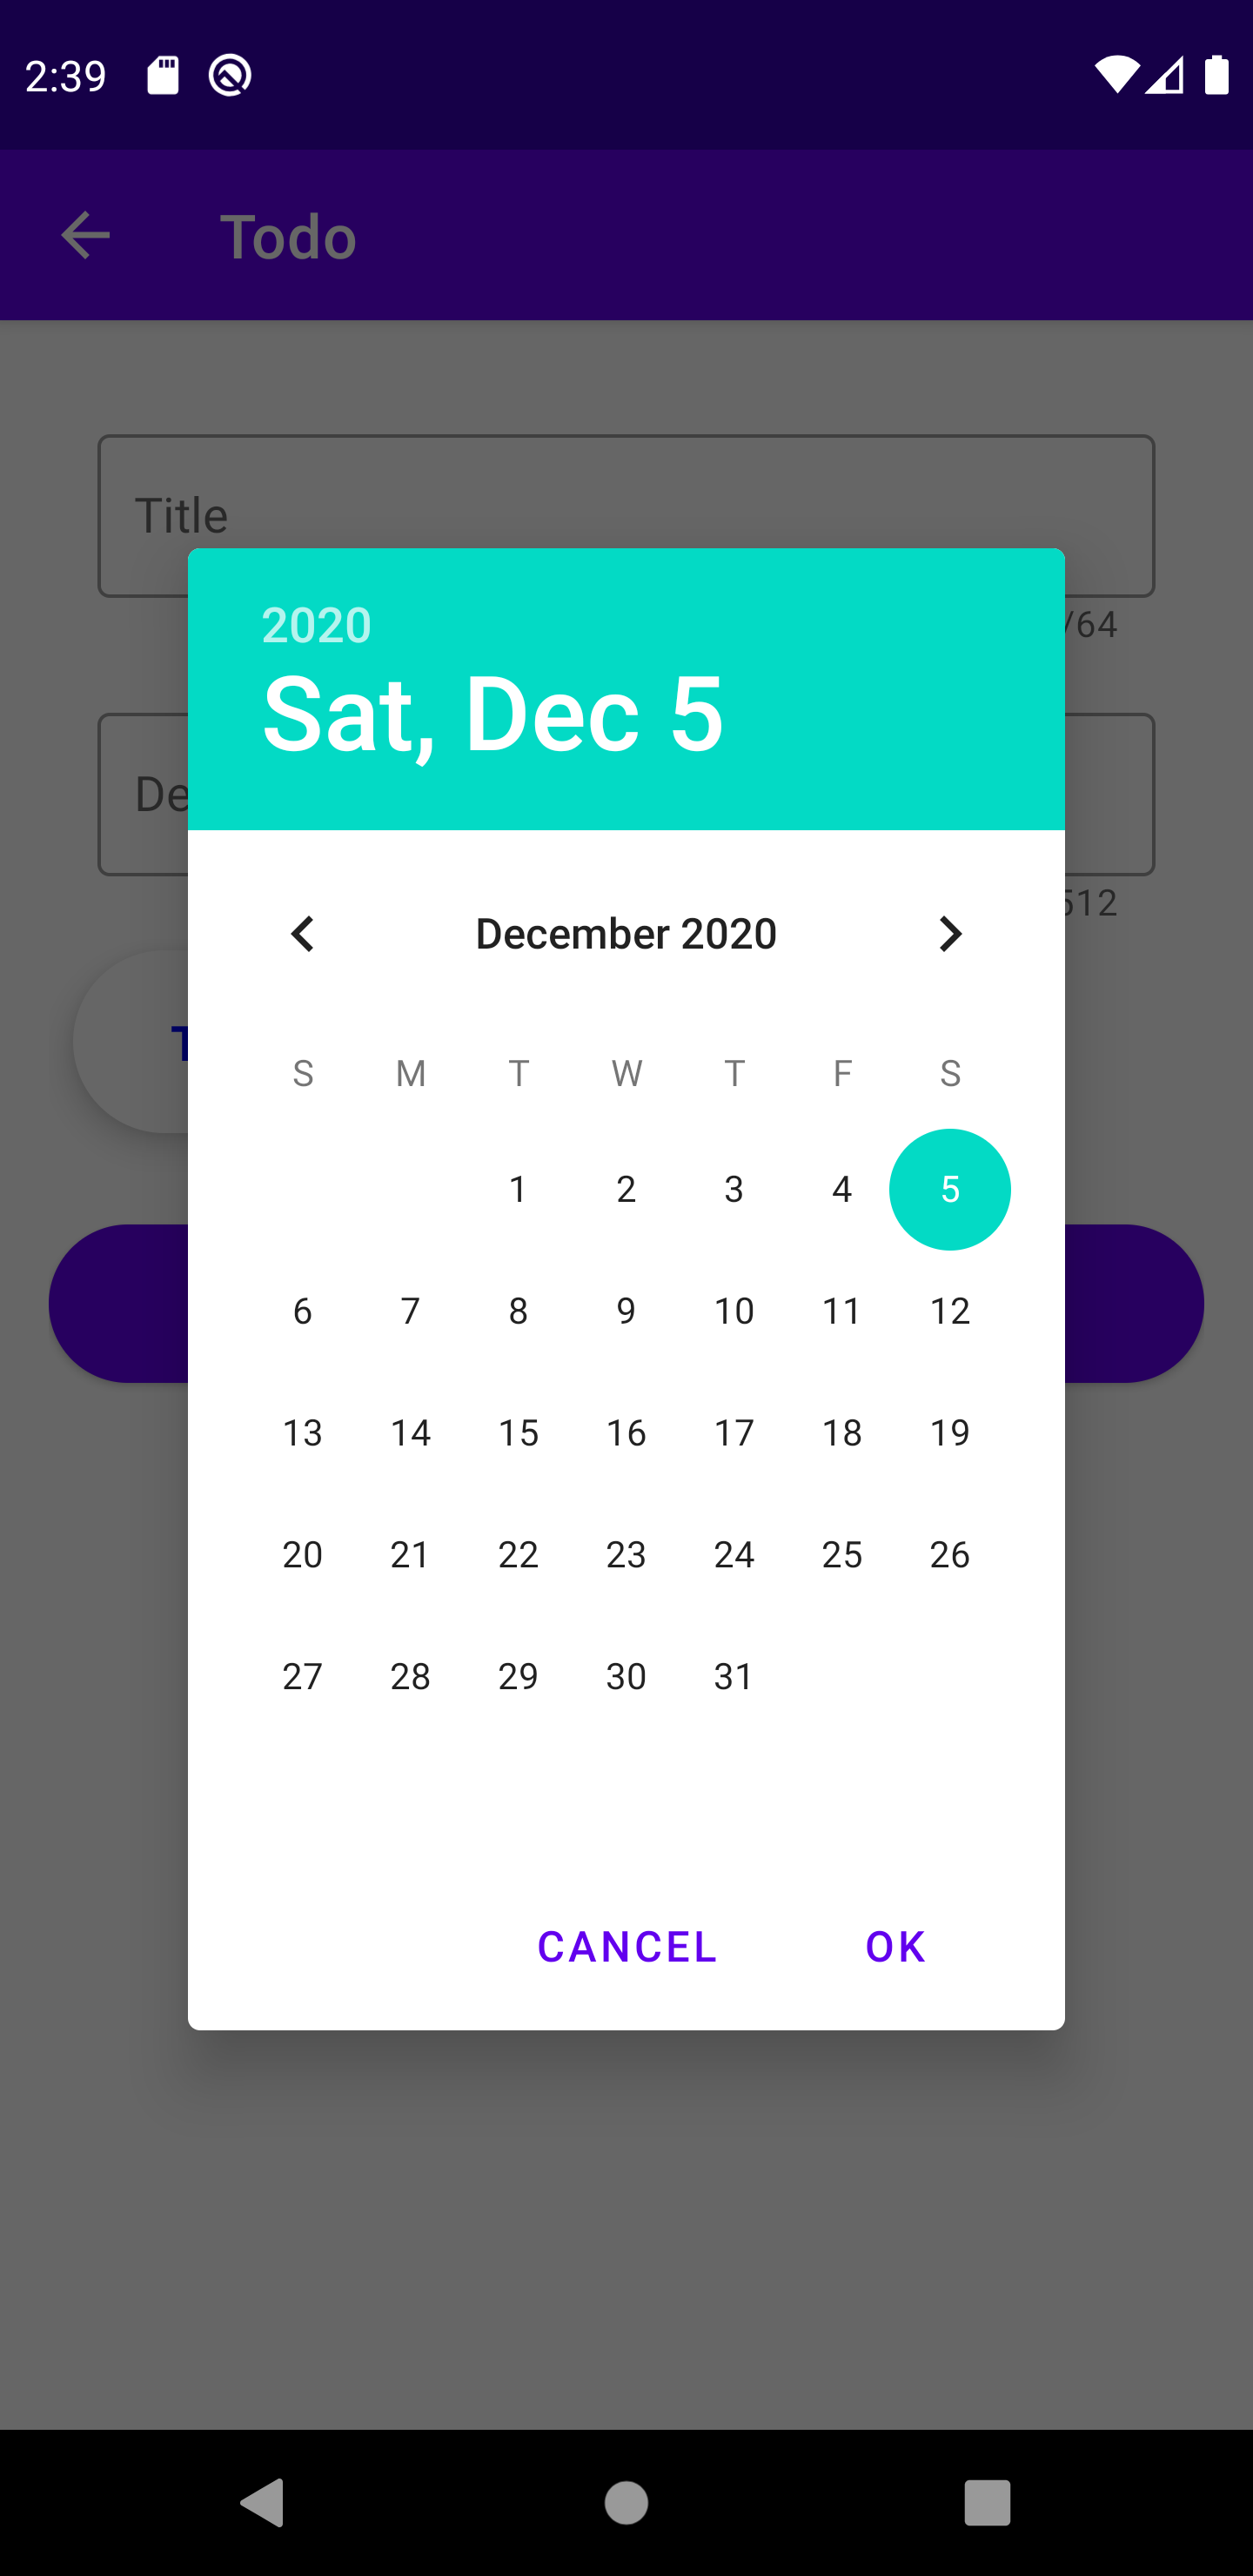 2:39
Todo
Title
/64
2020
Sat, Dec 5
De
512
December 2020
T
S M T W T F S
1 2 3 4 5
6 7 8 9 10 11 12
13 14 15 16 17 18 19
20 21 22 23 24 25 26
27 28 29 30 31
CANCEL OK